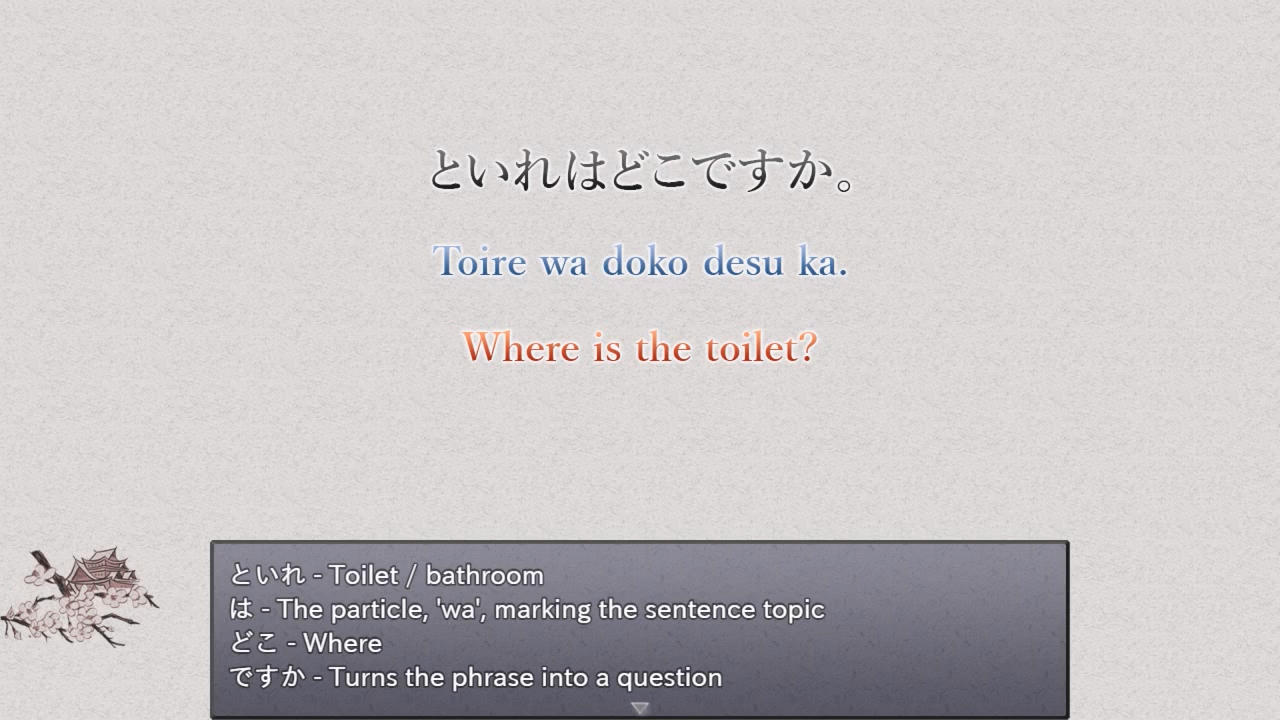 といれはどこですか。
Toire wa doko desu ka.
Where is the toilet?
といれ - Toilet / bathroom
は - The particle, 'wa', marking the sentence topic
どこ - Where
ですか - Turns the phrase into a question